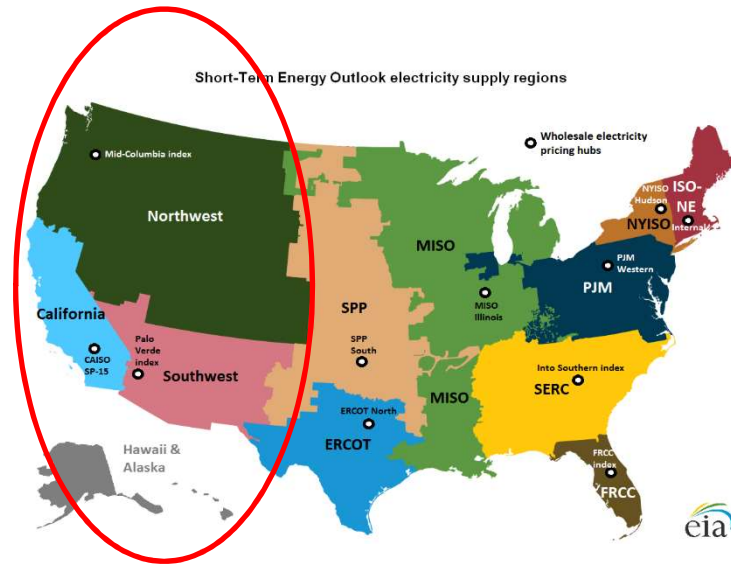 Short-Term Energy Outlook electricity supply regions
Wholesale electricity
pricing hubs
Mid-Columbia index
Northwest
NYISO
Hudson
ISO-
NE
Internal
NYISO
MISO
PJM
Western
PJM
MISO
Illinois
California
SPP
CAISO
SP-15
Palo
Verde
index
Southwest
SPP
South
Into Southern index
SERC
MISO
ERCOT North
ERCOT
Hawaii &
Alaska
FRCC
index
FRCC
eia